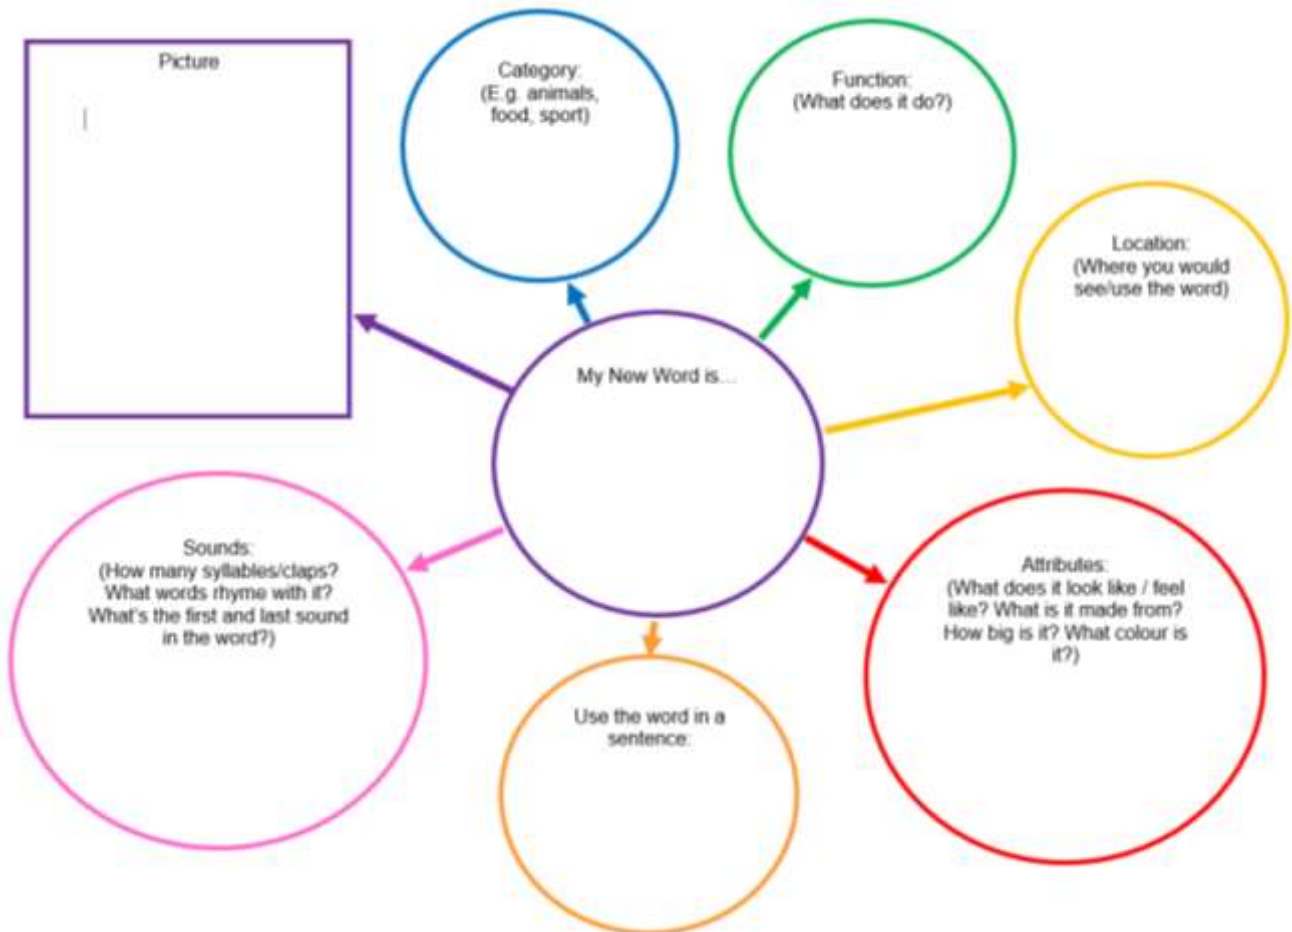 Picture
Category:
(E.g. animals,
food, sport)
Function:
(What does it do?)
Location:
(Where you would
see/use the word)
My New Word is...
Sounds:
(How many syllables/claps?
What words rhyme with it?
What's the first and last sound
in the word?)
Attributes:
(What does it look like / feel
like? What is it made from?
How big is it? What colour is
it?)
Use the word in a
sentence: